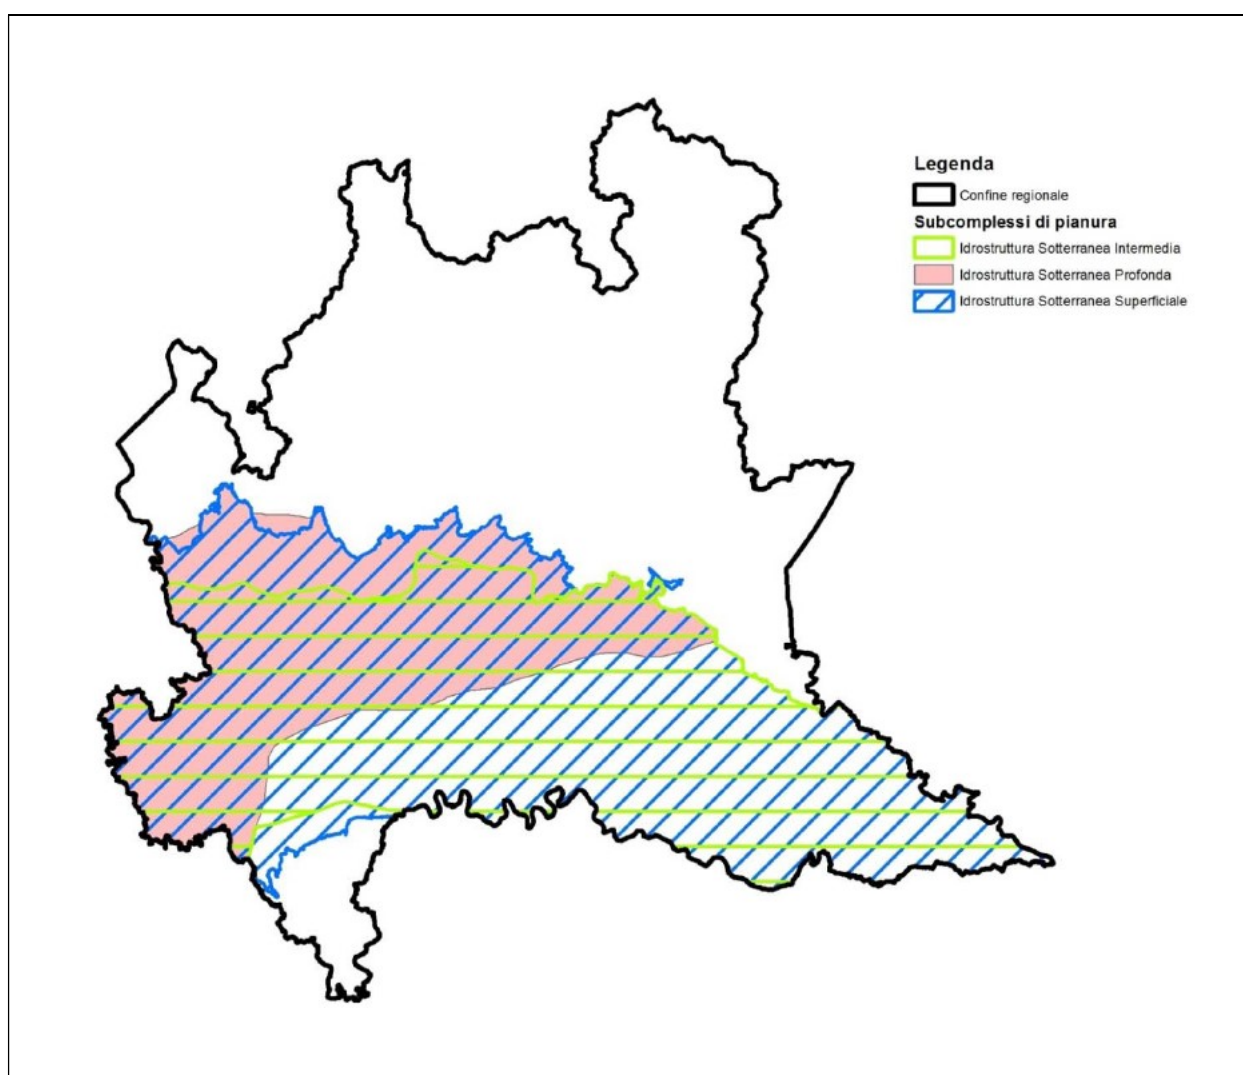 Legenda
Confine regionale
Subcomplessi di pianura
Idrostruttura Sotterranea Intermedia
Idrostruttura Sotterranea Profonda
Idrostruttura Sotterranea Superficiale